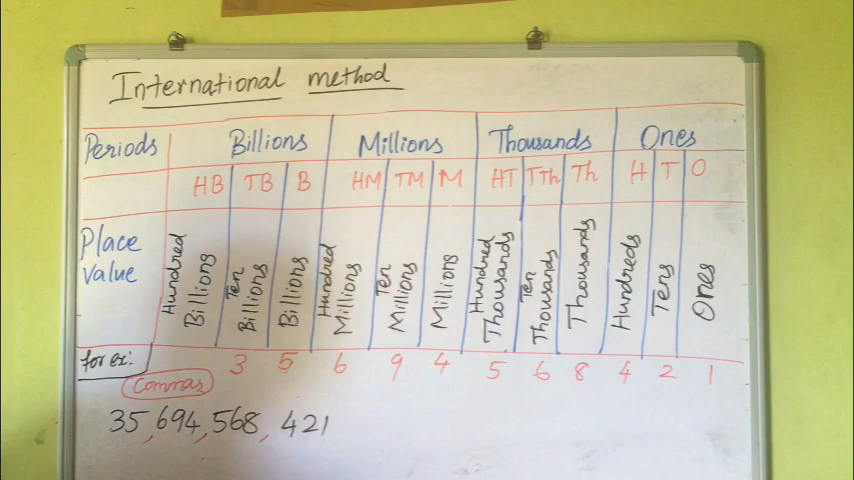 International method
Periods Billions Millions Thousands Ones
HB TB B HM TM M HT TTh Th H T O
Place value Hundred Billions Ten Billions Billions Hundred Millions Ten Millions Millions Hundred Thousands Ten Thousands Thousands Hundreds Tens Ones
for ex: 3 5 6 9 4 5 6 8 4 2 1
Commas
35,694,568,421